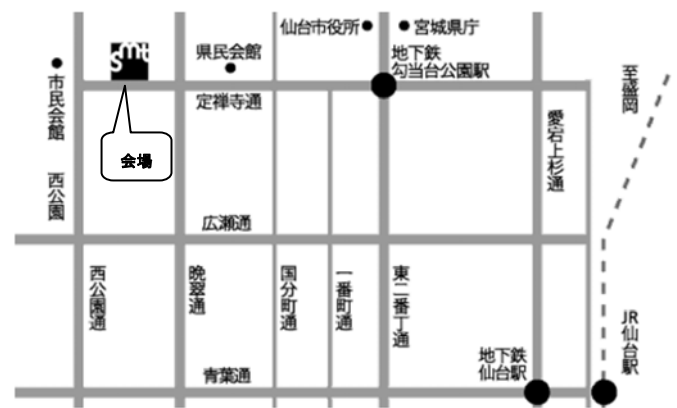 仙台市役所
宮城県庁
smt
県民会館
地下鉄
勾当台公園駅
至盛岡
市民会館
定禅寺通
愛宕上杉通
会場
西公園
広瀬通
西公園通
晩翠通
国分町通
一番町通
東二番丁通
JR仙台駅
地下鉄
仙台駅
青葉通